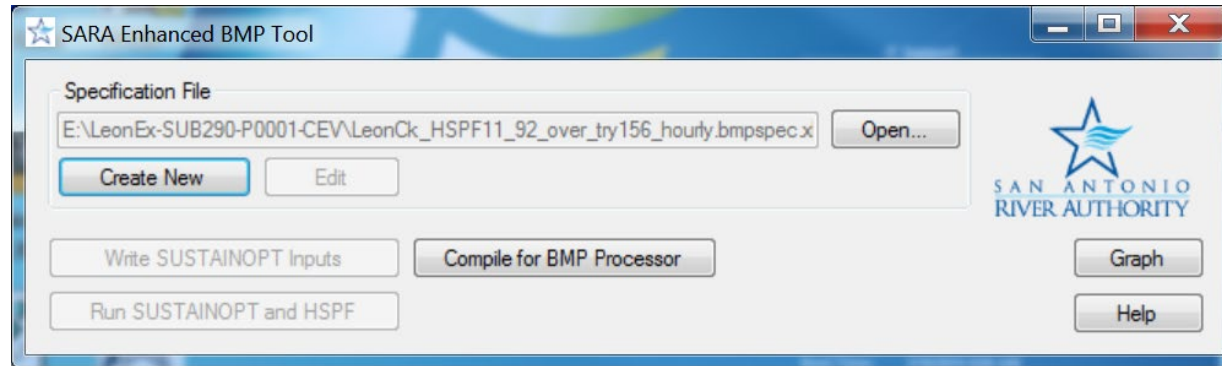 SARA Enhanced BMP Tool
Specification File
E:\LeonEx-SUB290-P0001-CEV\LeonCk_HSPF11_92_over_try156_hourly.bmpspec.x
Open...
Create New
Edit
SAN ANTONIO
RIVER AUTHORITY
Write SUSTAINOPT Inputs
Compile for BMP Processor
Graph
Run SUSTAINOPT and HSPF
Help